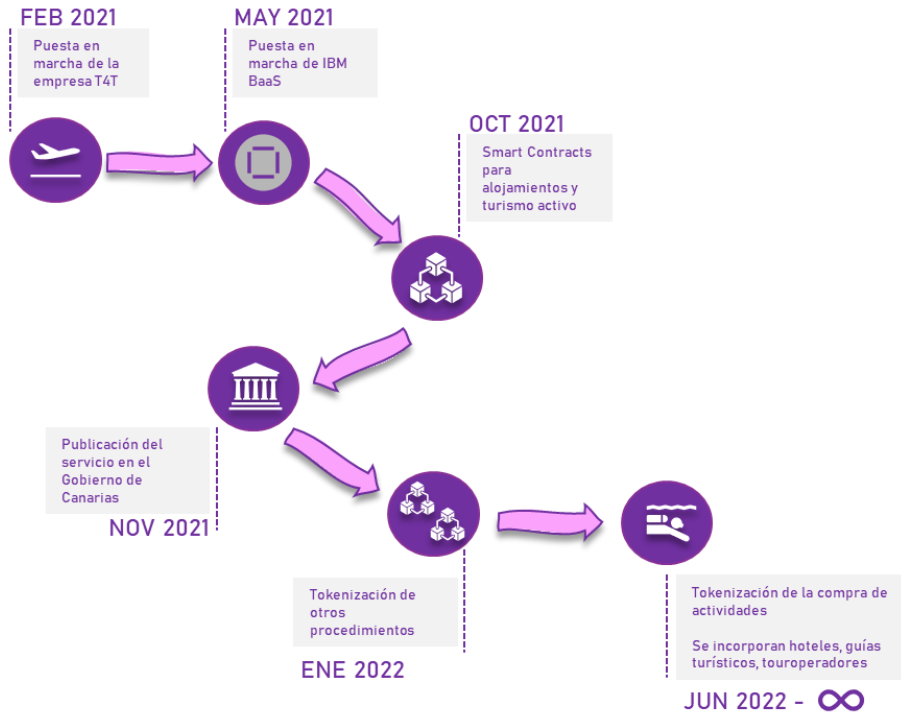 FEB 2021
Puesta en
marcha de la
empresa T4T
MAY 2021
Puesta en
marcha de IBM
BaaS
OCT 2021
Smart Contracts
para
alojamientos y
turismo activo
Publicación del
servicio en el
Gobierno de
Canarias
NOV 2021
Tokenización de
otros
procedimientos
ENE 2022
Tokenización de la compra de
actividades
Se incorporan hoteles, guías
turísticos, touroperadores
JUN 2022 - ∞